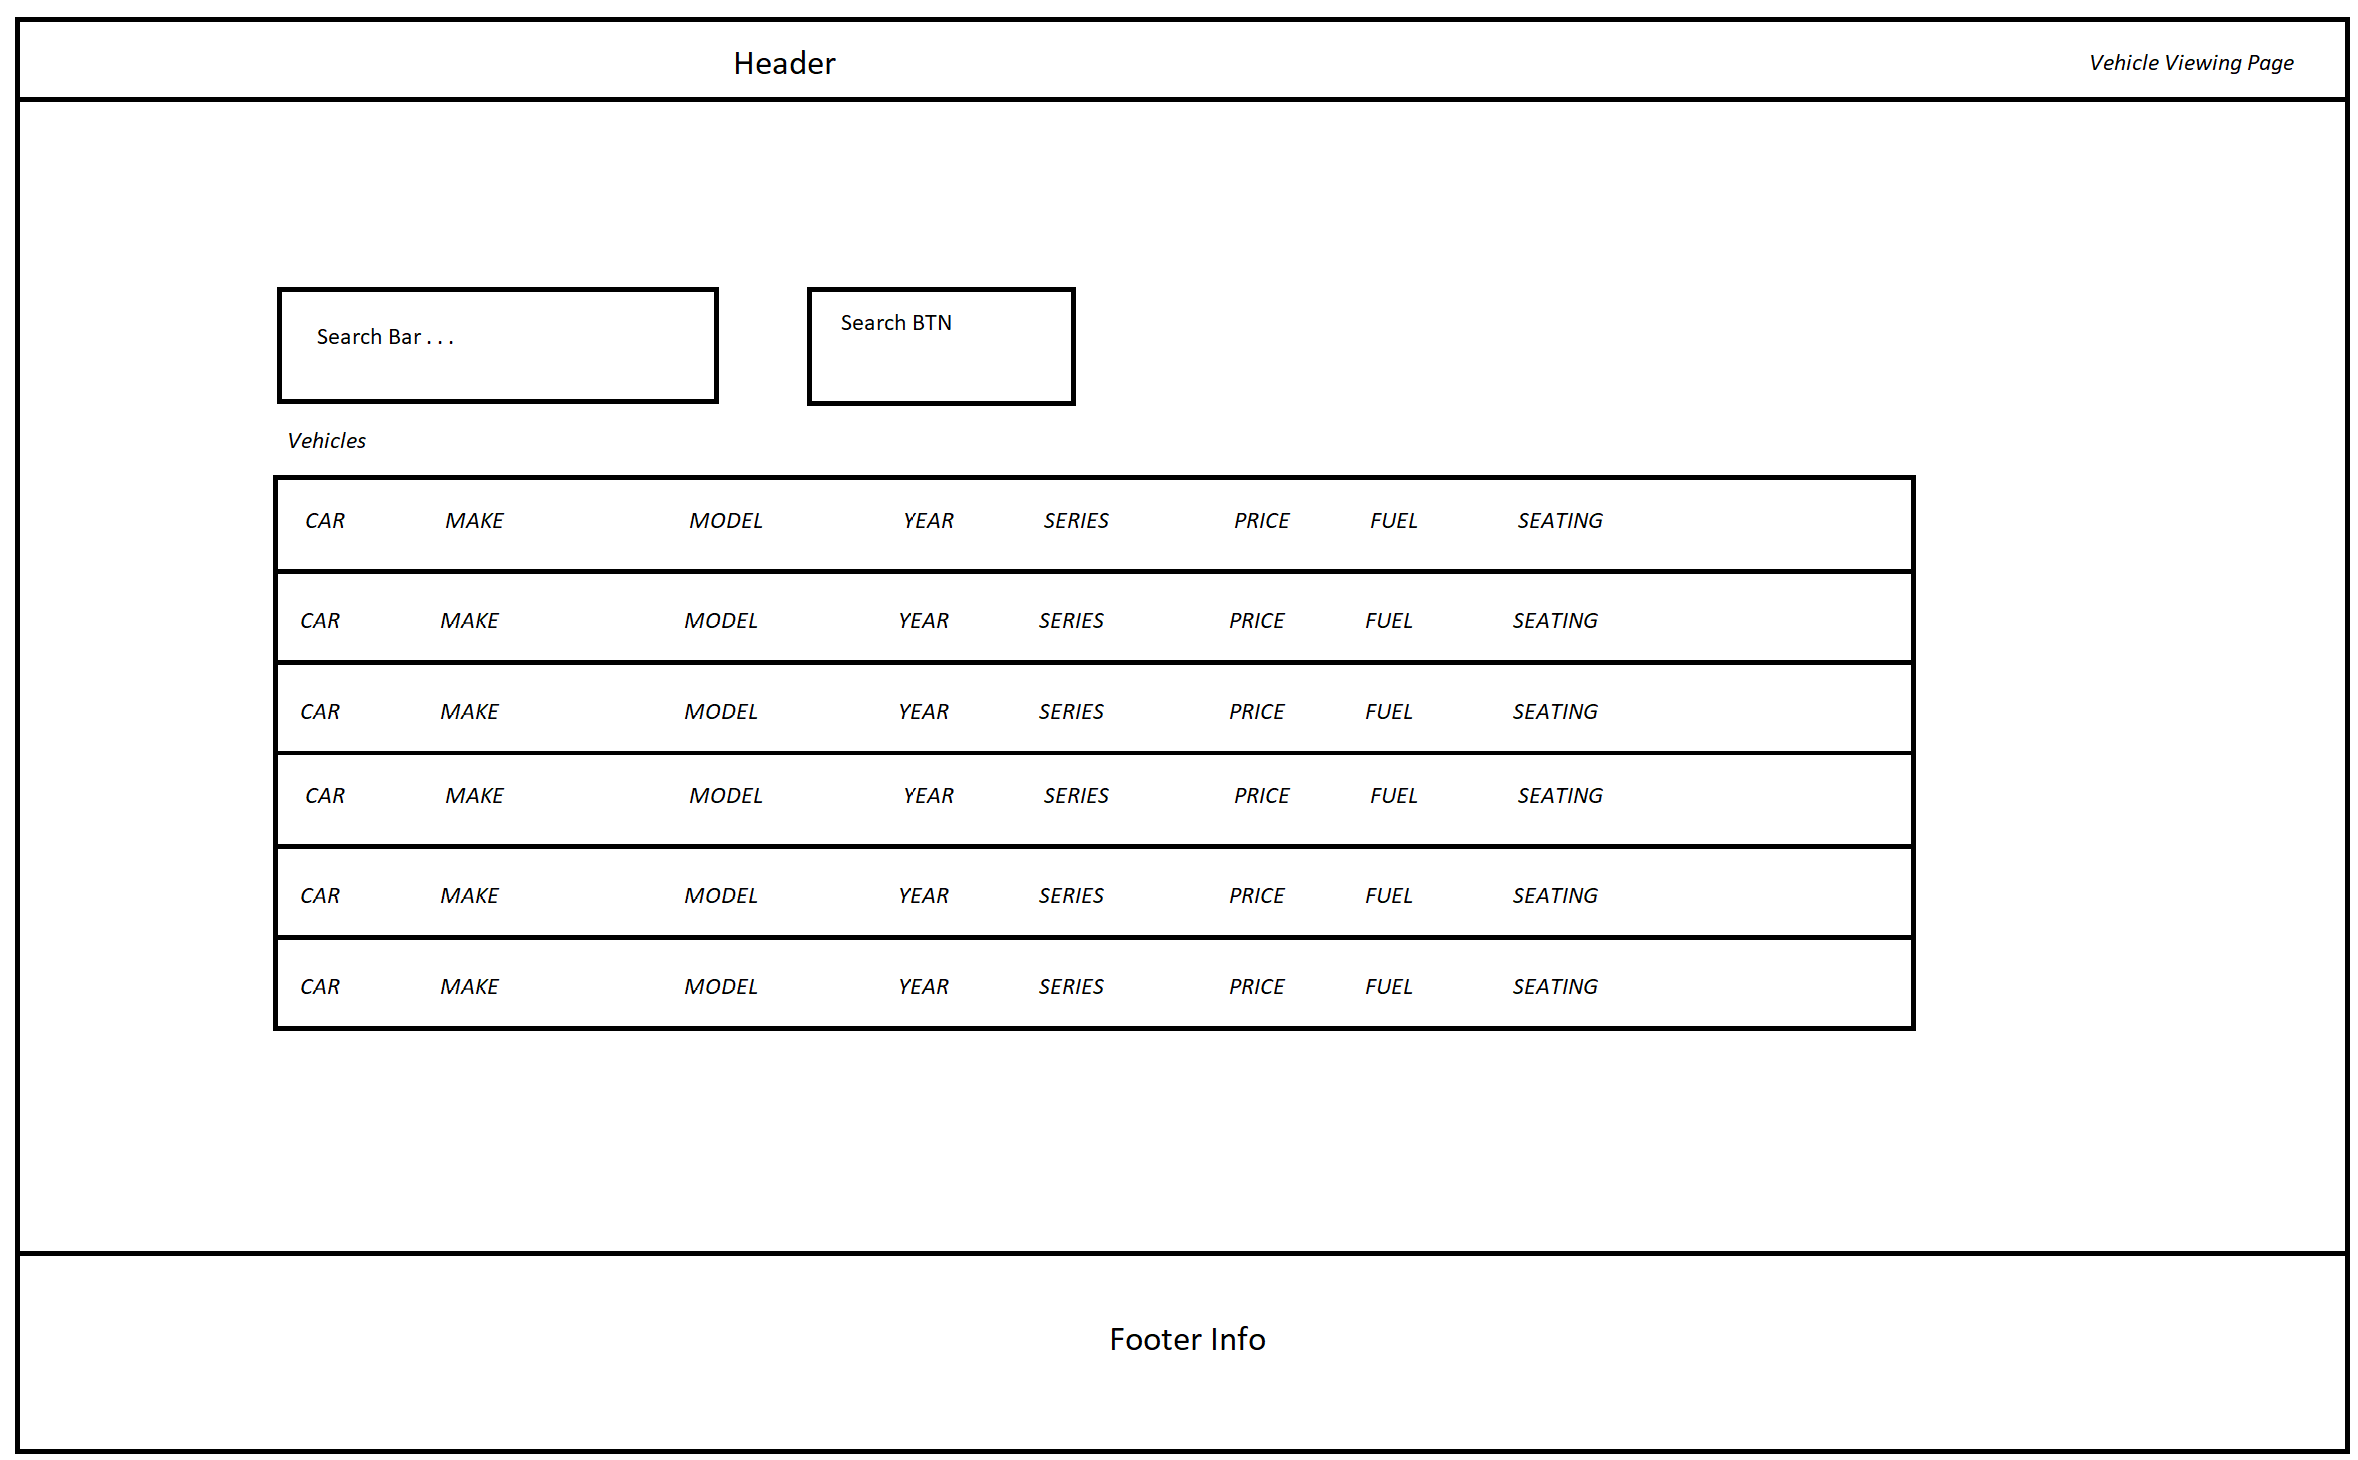 Header
Vehicle Viewing Page
Search Bar . . .
Search BTN
Vehicles
CAR MAKE MODEL YEAR SERIES PRICE FUEL SEATING
CAR MAKE MODEL YEAR SERIES PRICE FUEL SEATING
CAR MAKE MODEL YEAR SERIES PRICE FUEL SEATING
CAR MAKE MODEL YEAR SERIES PRICE FUEL SEATING
CAR MAKE MODEL YEAR SERIES PRICE FUEL SEATING
CAR MAKE MODEL YEAR SERIES PRICE FUEL SEATING
Footer Info